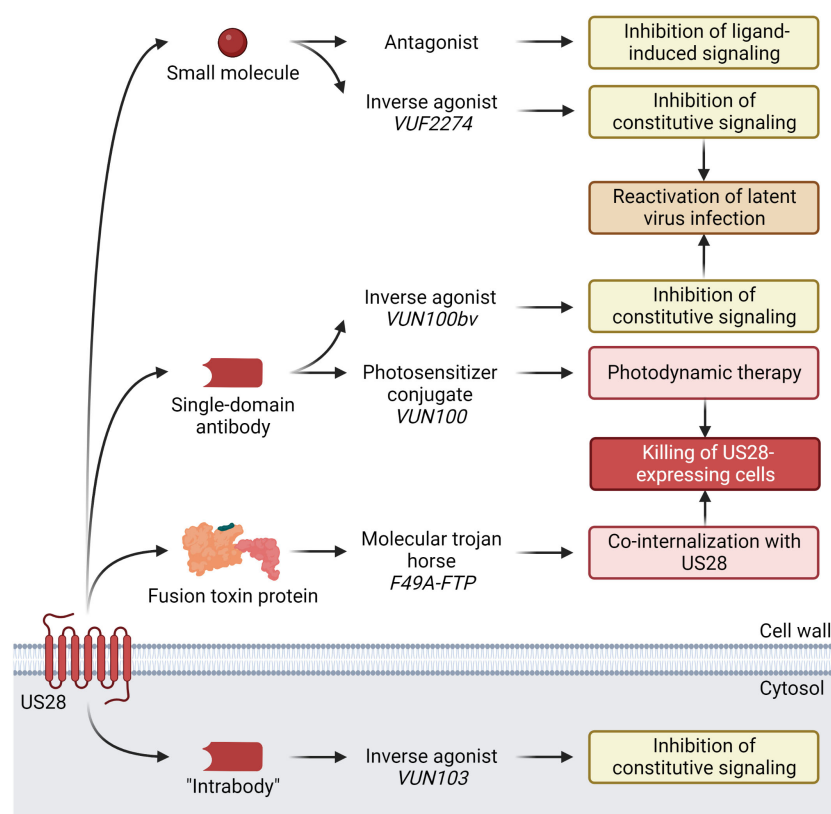 Small molecule
Antagonist
Inhibition of ligand-
induced signaling
Inverse agonist
VUF2274
Inhibition of
constitutive signaling
Reactivation of latent
virus infection
Inverse agonist
VUN100bv
Inhibition of
constitutive signaling
Single-domain
antibody
Photosensitizer
conjugate
VUN100
Photodynamic therapy
Killing of US28-
expressing cells
Fusion toxin protein
Molecular trojan
horse
F49A-FTP
Co-internalization with
US28
Cell wall
Cytosol
US28
"Intrabody"
Inverse agonist
VUN103
Inhibition of
constitutive signaling